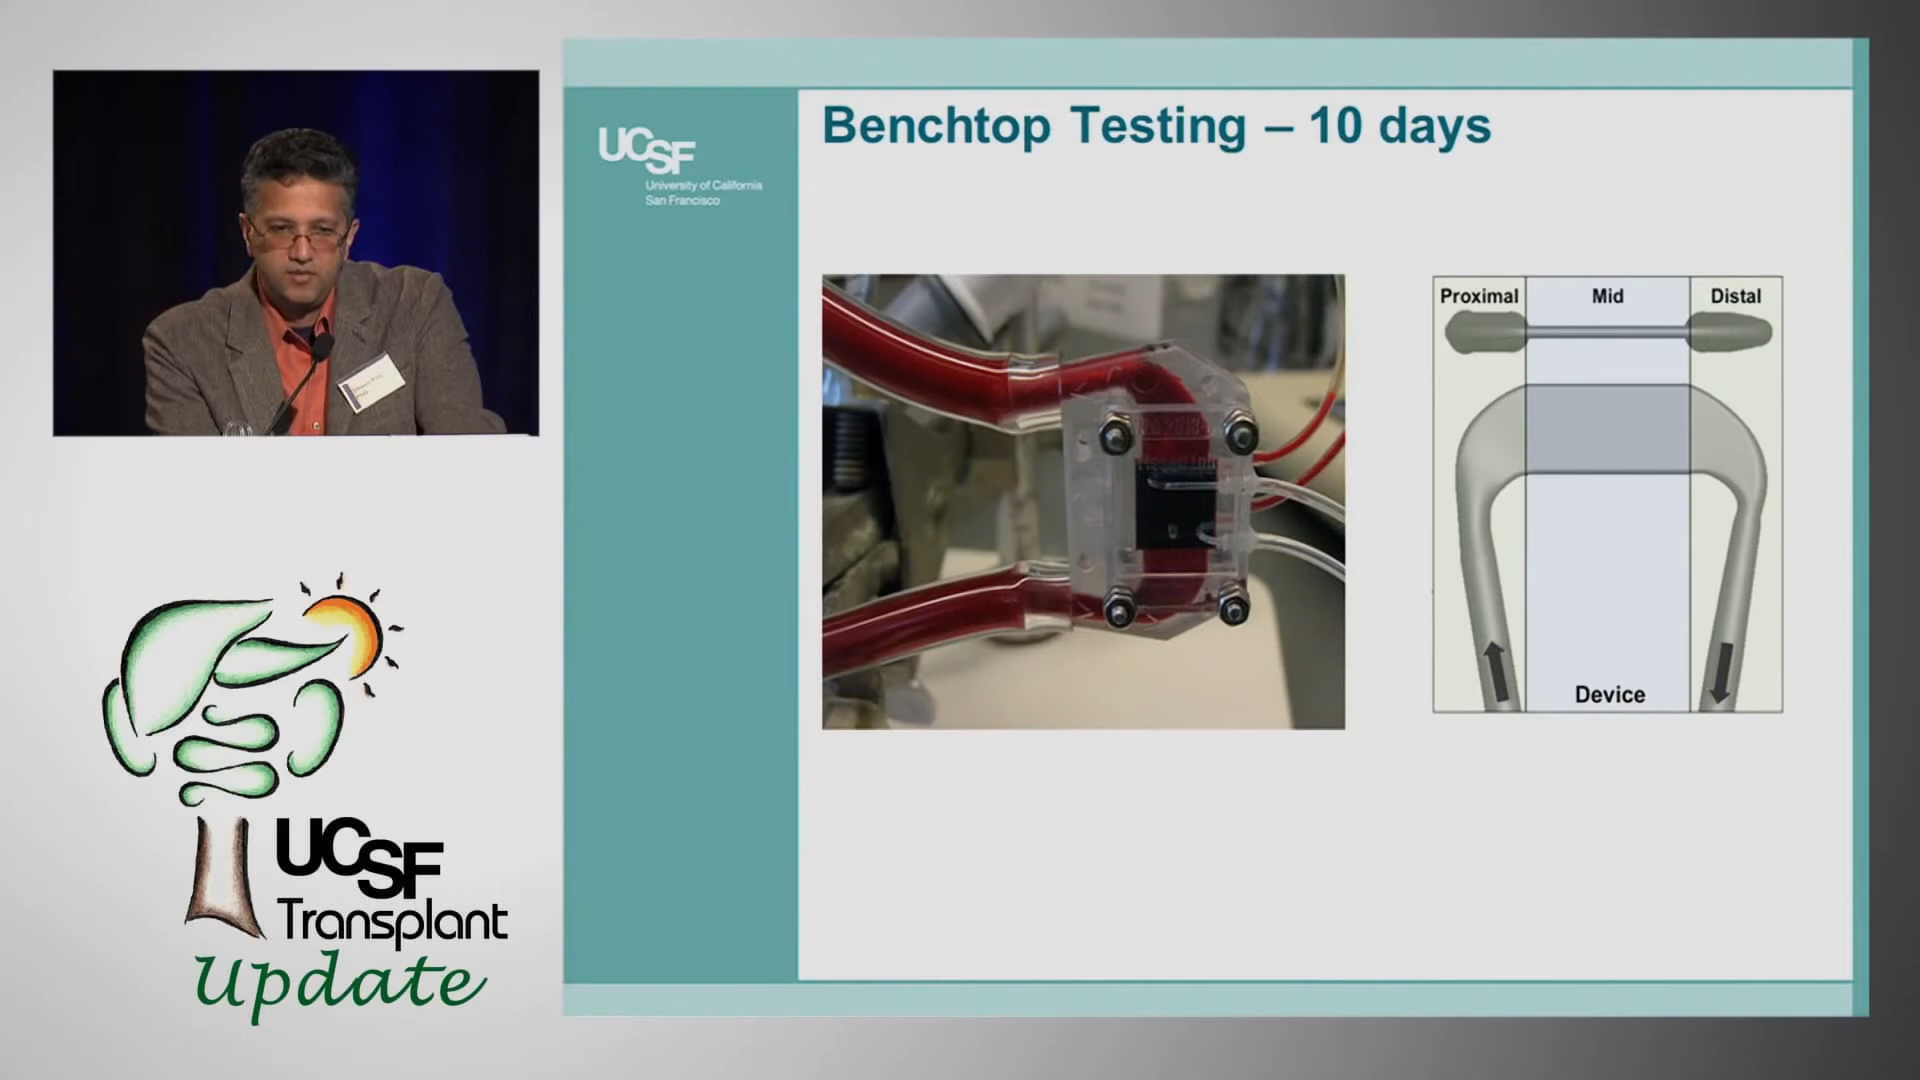 UCSF
University of California
San Francisco
Benchtop Testing – 10 days
Proximal
Mid
Distal
Device
UCSF
Transplant
Update